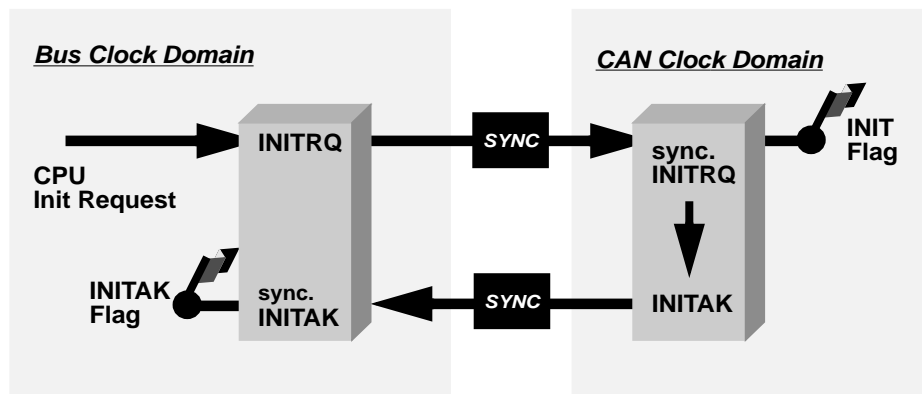 Bus Clock Domain
CAN Clock Domain
CPU
Init Request
INITRQ
SYNC
sync.
INITRQ
INIT
Flag
INITAK
Flag
sync.
INITAK
SYNC
INITAK